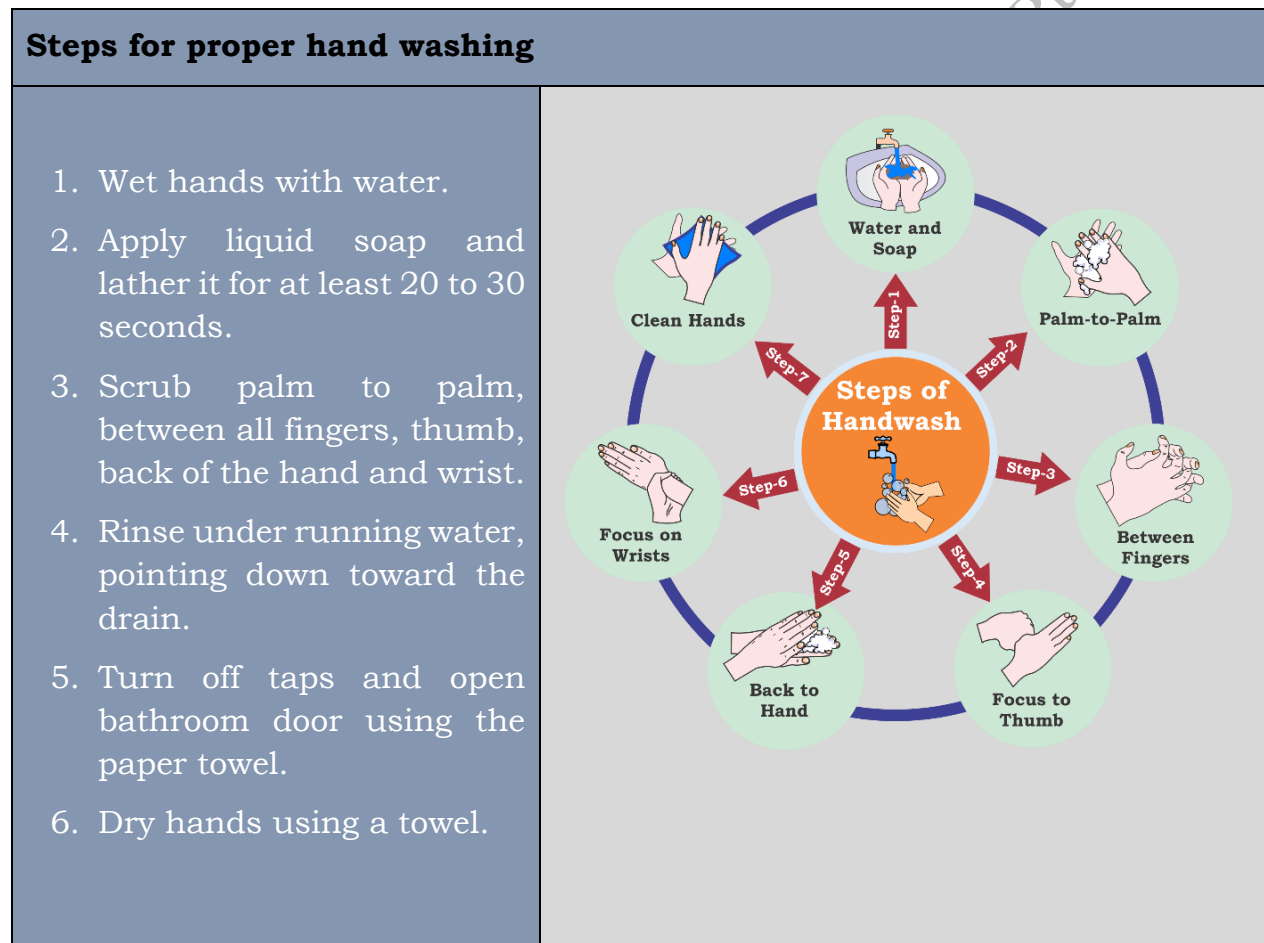 Steps for proper hand washing
1. Wet hands with water.
2. Apply liquid soap and
lather it for at least 20 to 30
seconds.
3. Scrub palm to palm,
between all fingers, thumb,
back of the hand and wrist.
4. Rinse under running water,
pointing down toward the
drain.
5. Turn off taps and open
bathroom door using the
paper towel.
6. Dry hands using a towel.
Steps of
Handwash
Step-1
Water and
Soap
Step-2
Palm-to-Palm
Step-3
Between
Fingers
Step-4
Focus to
Thumb
Step-5
Back to
Hand
Step-6
Focus on
Wrists
Step-7
Clean Hands